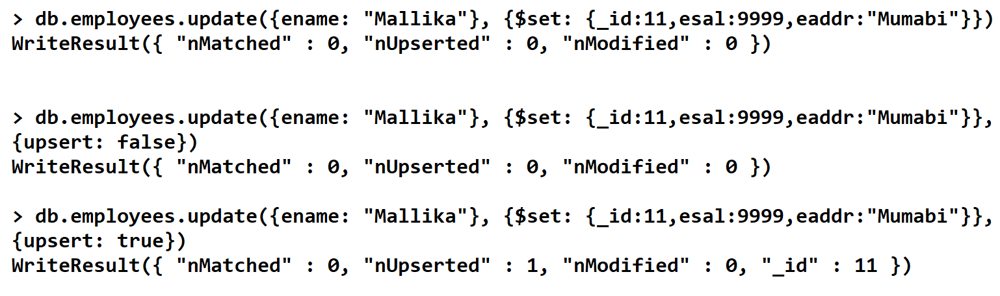 > db.employees.update({ename: "Mallika"}, {$set: {_id:11,esal:9999,eaddr:"Mumabi"}})
WriteResult({ "nMatched" : 0, "nUpserted" : 0, "nModified" : 0 })
> db.employees.update({ename: "Mallika"}, {$set: {_id:11,esal:9999,eaddr:"Mumabi"}},
{upsert: false})
WriteResult({ "nMatched" : 0, "nUpserted" : 0, "nModified" : 0 })
> db.employees.update({ename: "Mallika"}, {$set: {_id:11,esal:9999,eaddr:"Mumabi"}},
{upsert: true})
WriteResult({ "nMatched" : 0, "nUpserted" : 1, "nModified" : 0, "_id" : 11 })